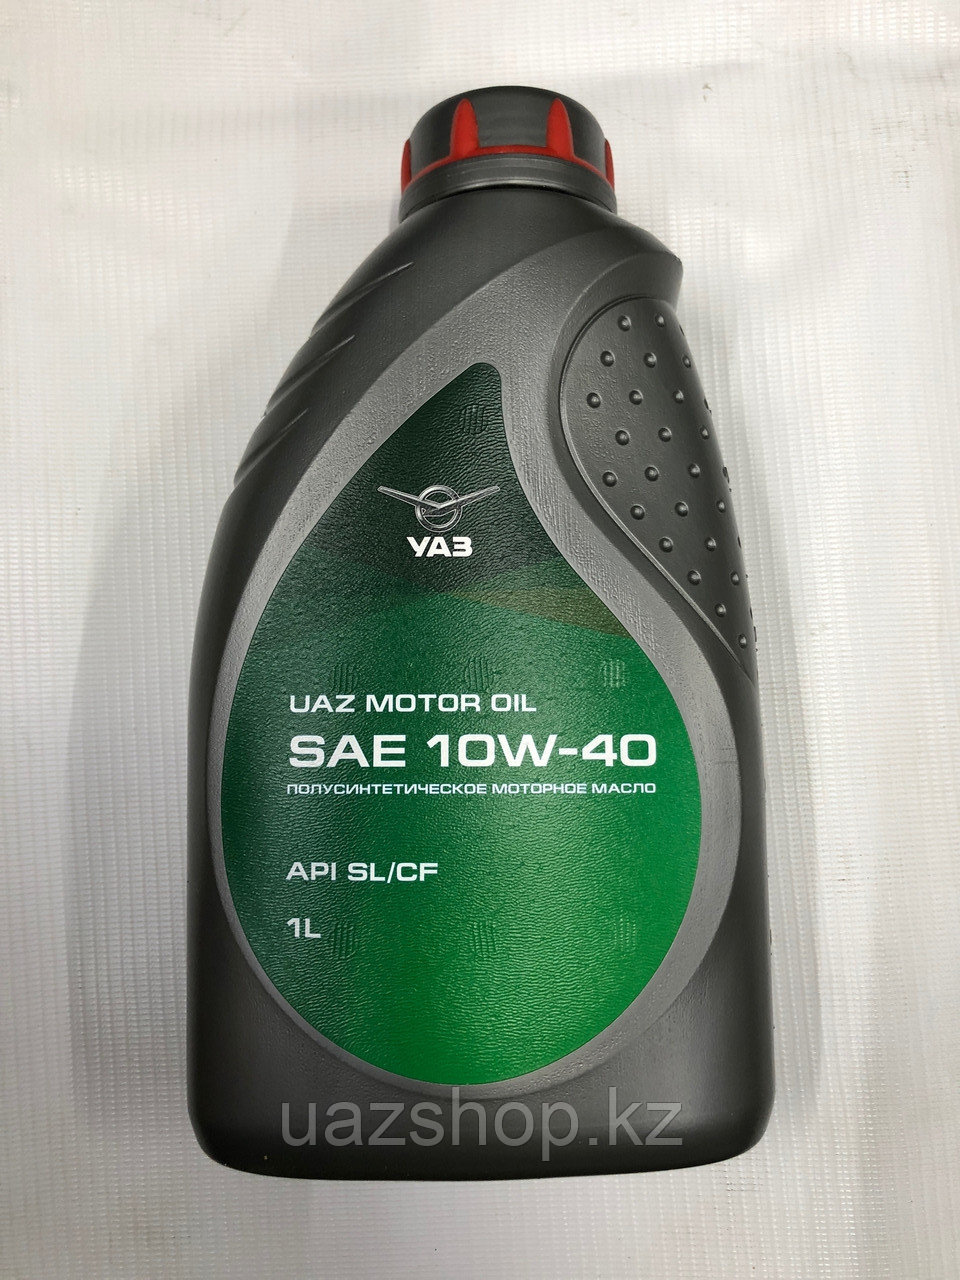 УАЗ
UAZ MOTOR OIL
SAE 10W-40
ПОЛУСИНТЕТИЧЕСКОЕ МОТОРНОЕ МАСЛО
API SL/CF
1L
uazshop.kz